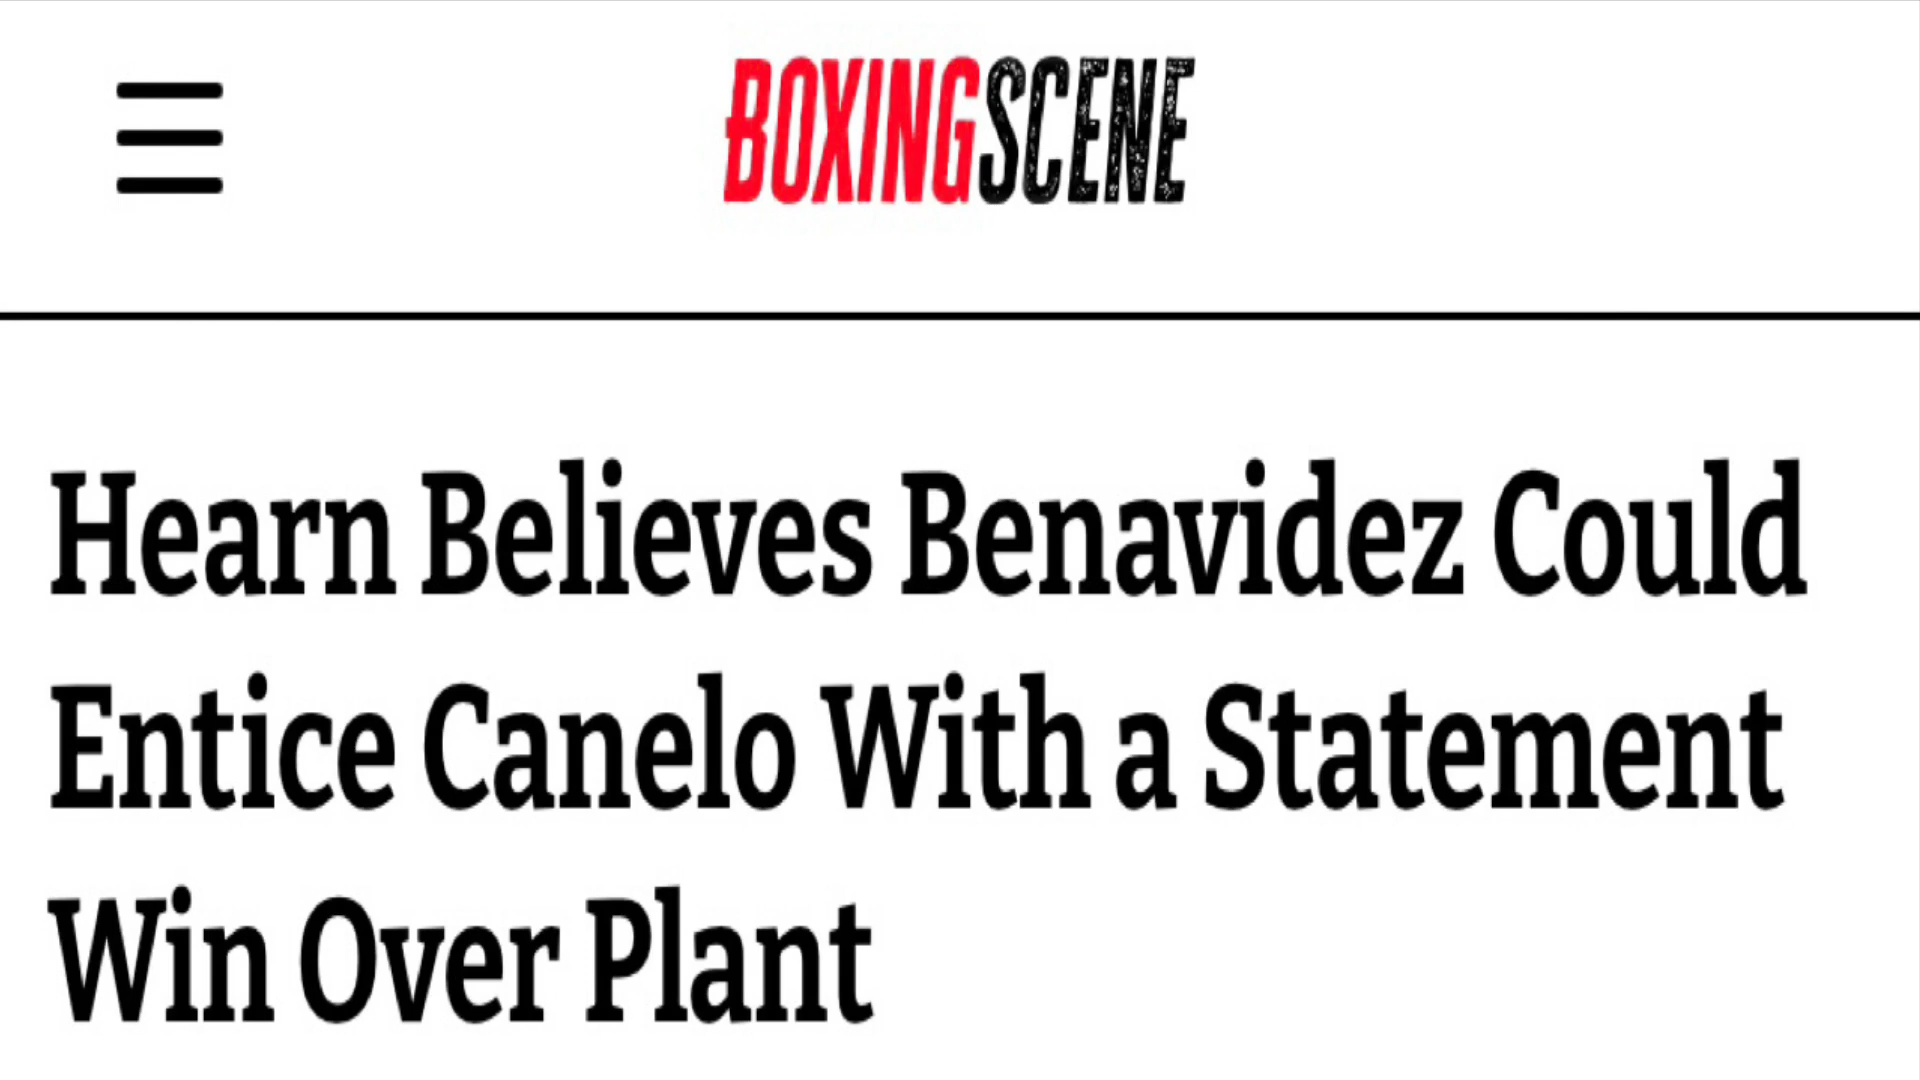 BOXINGSCENE
Hearn Believes Benavidez Could
Entice Canelo With a Statement
Win Over Plant